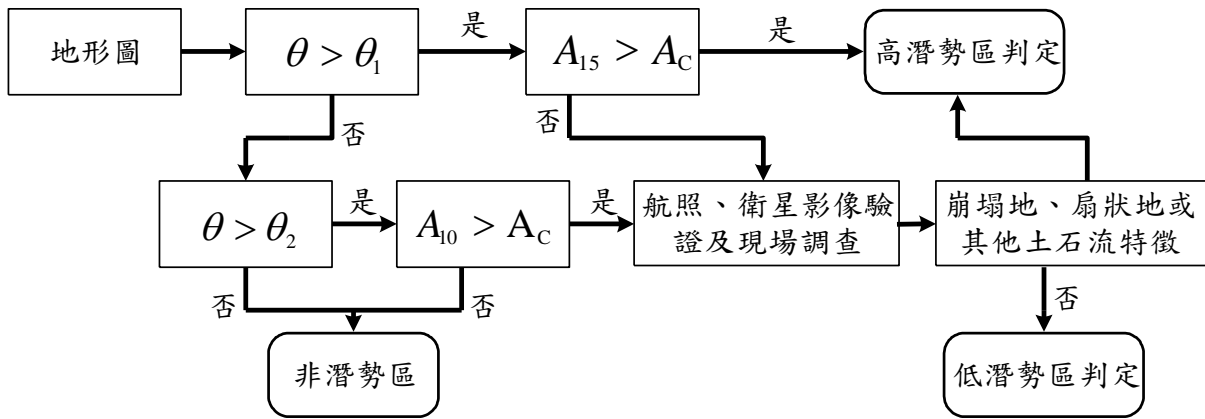 地形圖
θ > θ₁
是
A₁₅ > A_C
是
高潛勢區判定
否
否
θ > θ₂
是
A₁₀ > A_C
是
航照、衛星影像驗
證及現場調查
崩塌地、扇狀地或
其他土石流特徵
否
否
否
非潛勢區
低潛勢區判定